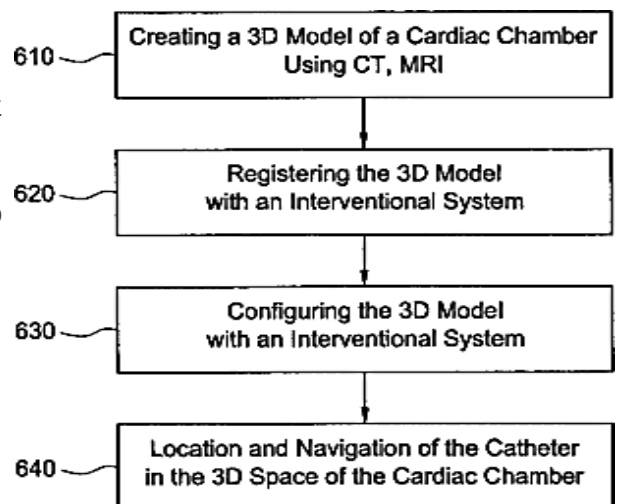 610
Creating a 3D Model of a Cardiac Chamber
Using CT, MRI
620
Registering the 3D Model
with an Interventional System
630
Configuring the 3D Model
with an Interventional System
640
Location and Navigation of the Catheter
in the 3D Space of the Cardiac Chamber